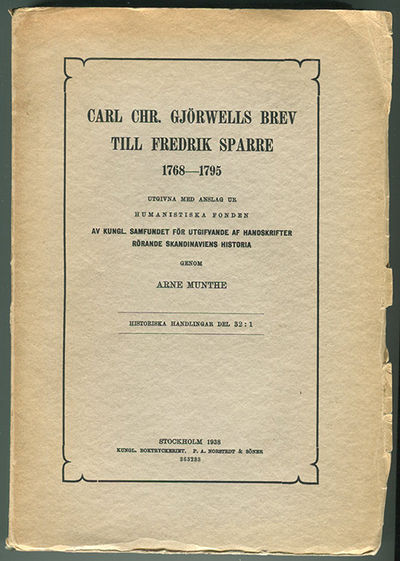 CARL CHR. GJÖRWELLS BREV
TILL FREDRIK SPARRE
1768—1795
UTGIVNA MED ANSLAG UR
HUMANISTISKA FONDEN
AV KUNGL. SAMFUNDET FÖR UTGIFVANDE AF HANDSKRIFTER
RÖRANDE SKANDINAVIENS HISTORIA
GENOM
ARNE MUNTHE
HISTORISKA HANDLINGAR DEL 32:1
STOCKHOLM 1938
KUNGL. BOKTRYCKERIET. P. A. NORSTEDT & SÖNER